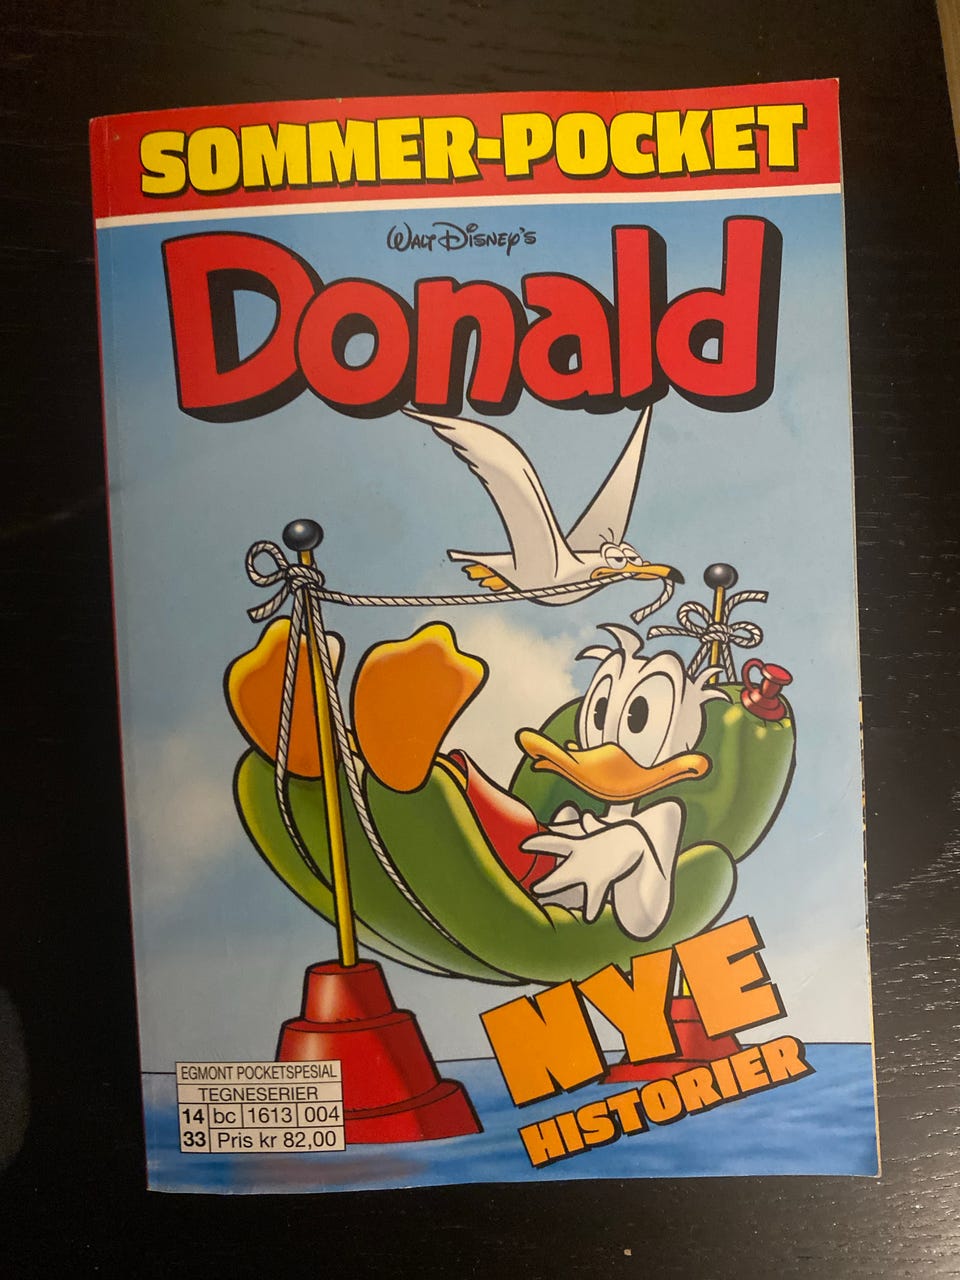 SOMMER-POCKET
WALT DISNEY'S
Donald
NYE
HISTORIER
EGMONT POCKETSPESIAL
TEGNESERIER
14 bc 1613 004
33 Pris kr 82,00